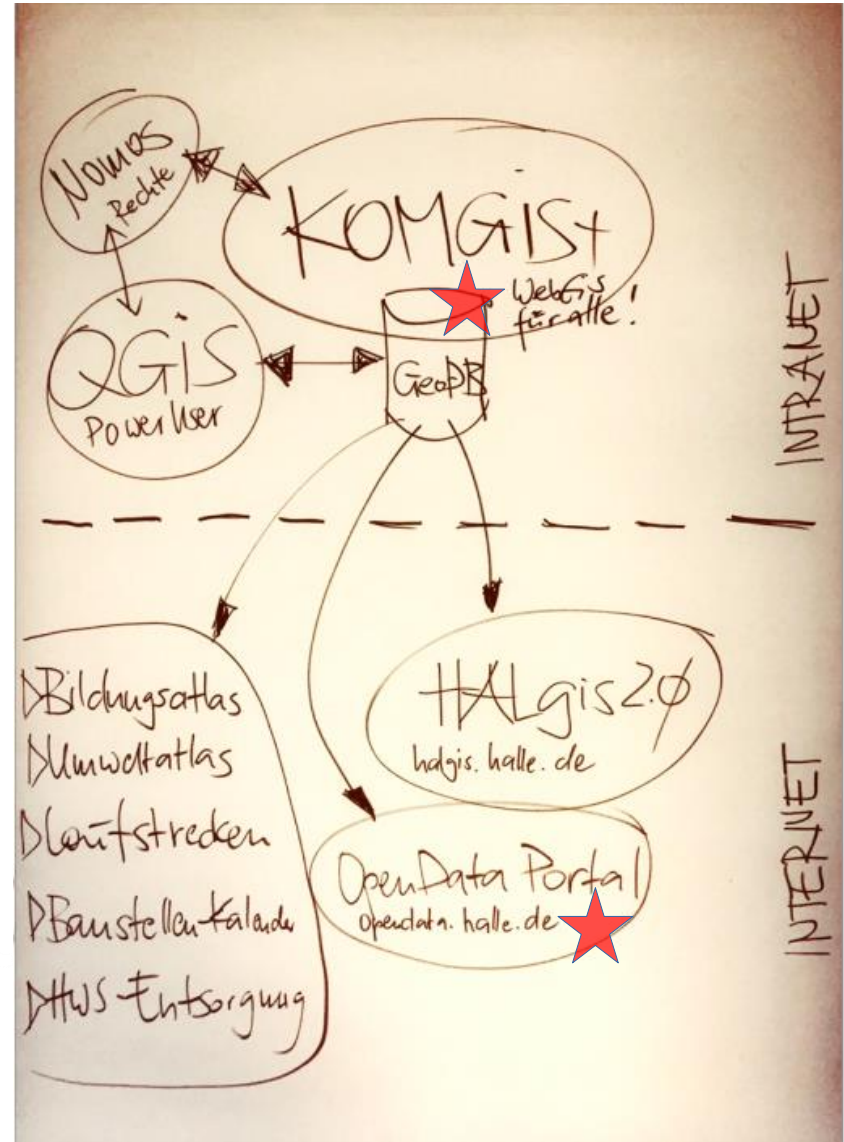 Nomos
Rechte
KOMGiS+
WebGis
für alle!
QGiS
PowerUser
GeoDB
INTRANET
▷Bildungsatlas
▷Umweltatlas
▷Laufstrecken
▷Baustellen-Kalender
▷HWS-Entsorgung
HALgis2.0
halgis.halle.de
OpenData Portal
opendata.halle.de
INTERNET